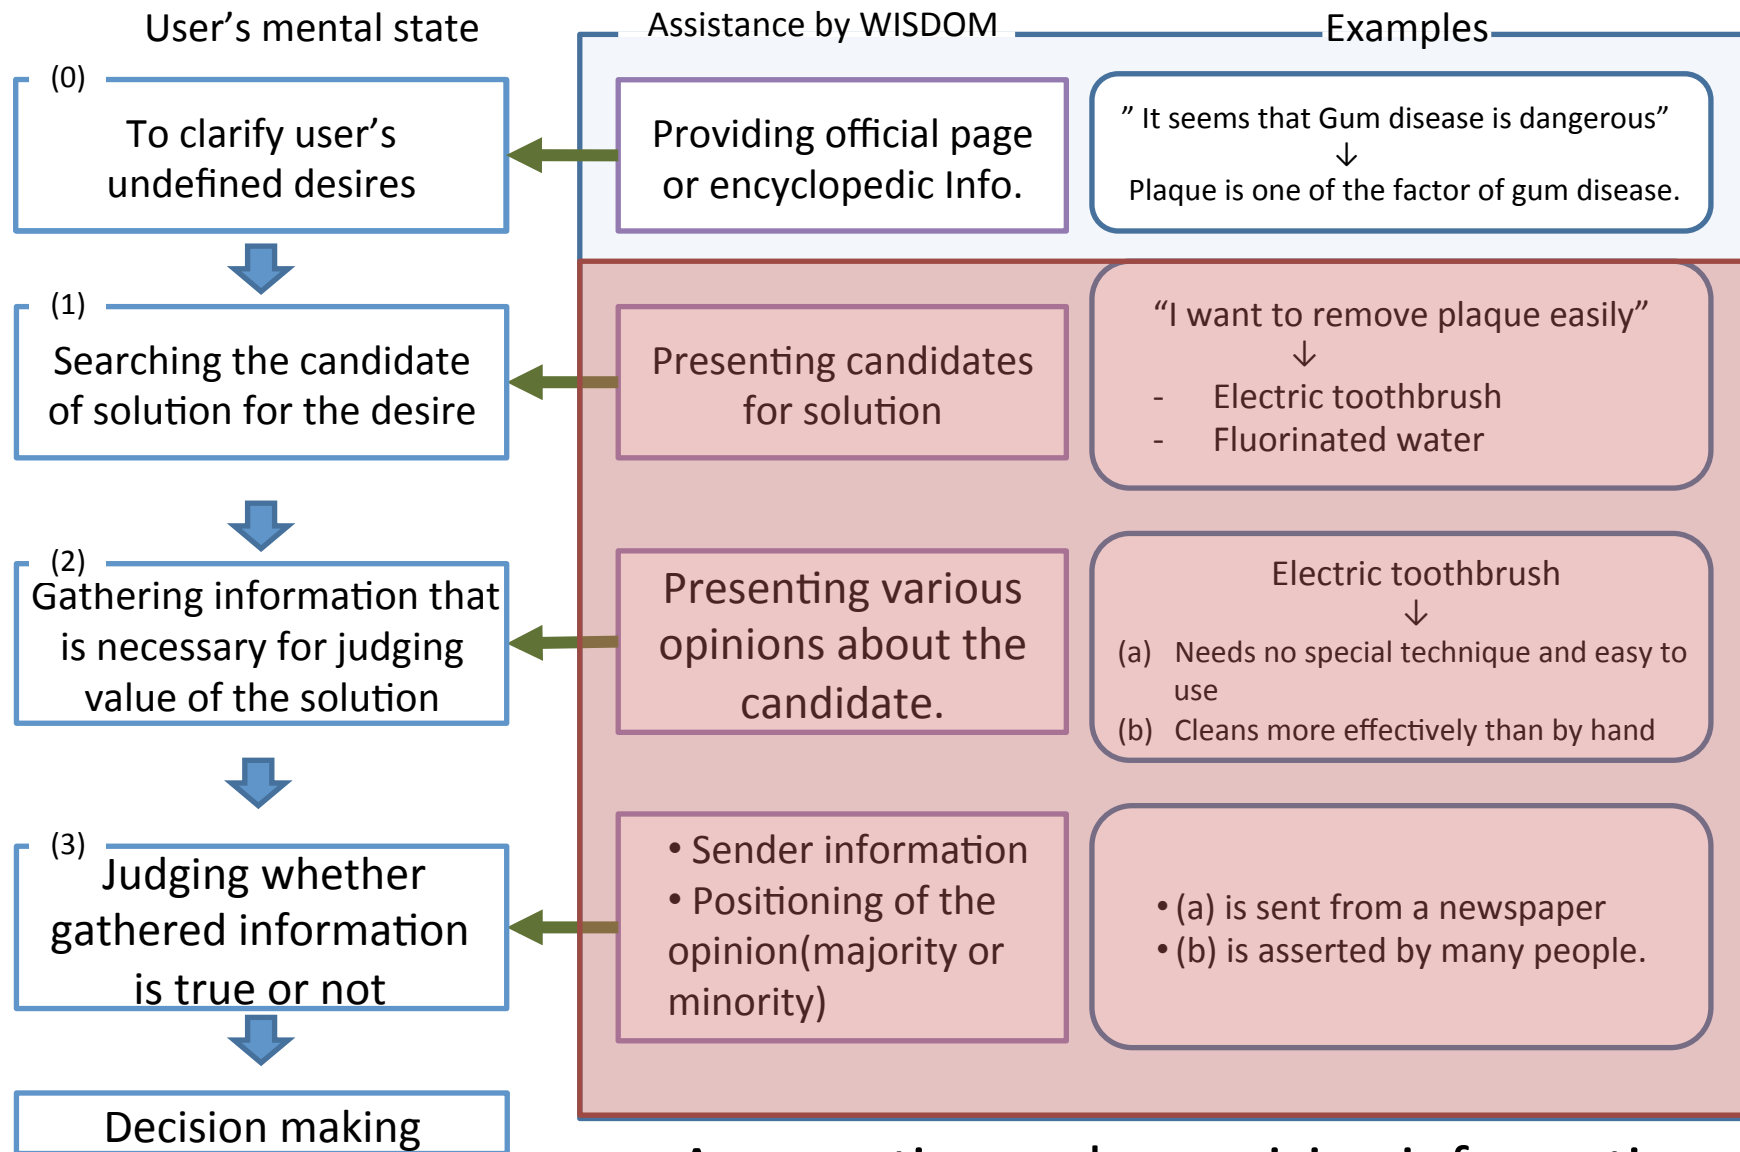 User's mental state
Assistance by WISDOM
Examples
(0)
To clarify user's
undefined desires
Providing official page
or encyclopedic Info.
” It seems that Gum disease is dangerous”
↓
Plaque is one of the factor of gum disease.
(1)
Searching the candidate
of solution for the desire
Presenting candidates
for solution
“I want to remove plaque easily”
↓
- Electric toothbrush
- Fluorinated water
(2)
Gathering information that
is necessary for judging
value of the solution
Presenting various
opinions about the
candidate.
Electric toothbrush
↓
(a) Needs no special technique and easy to
use
(b) Cleans more effectively than by hand
(3)
Judging whether
gathered information
is true or not
• Sender information
• Positioning of the
opinion(majority or
minority)
• (a) is sent from a newspaper
• (b) is asserted by many people.
Decision making